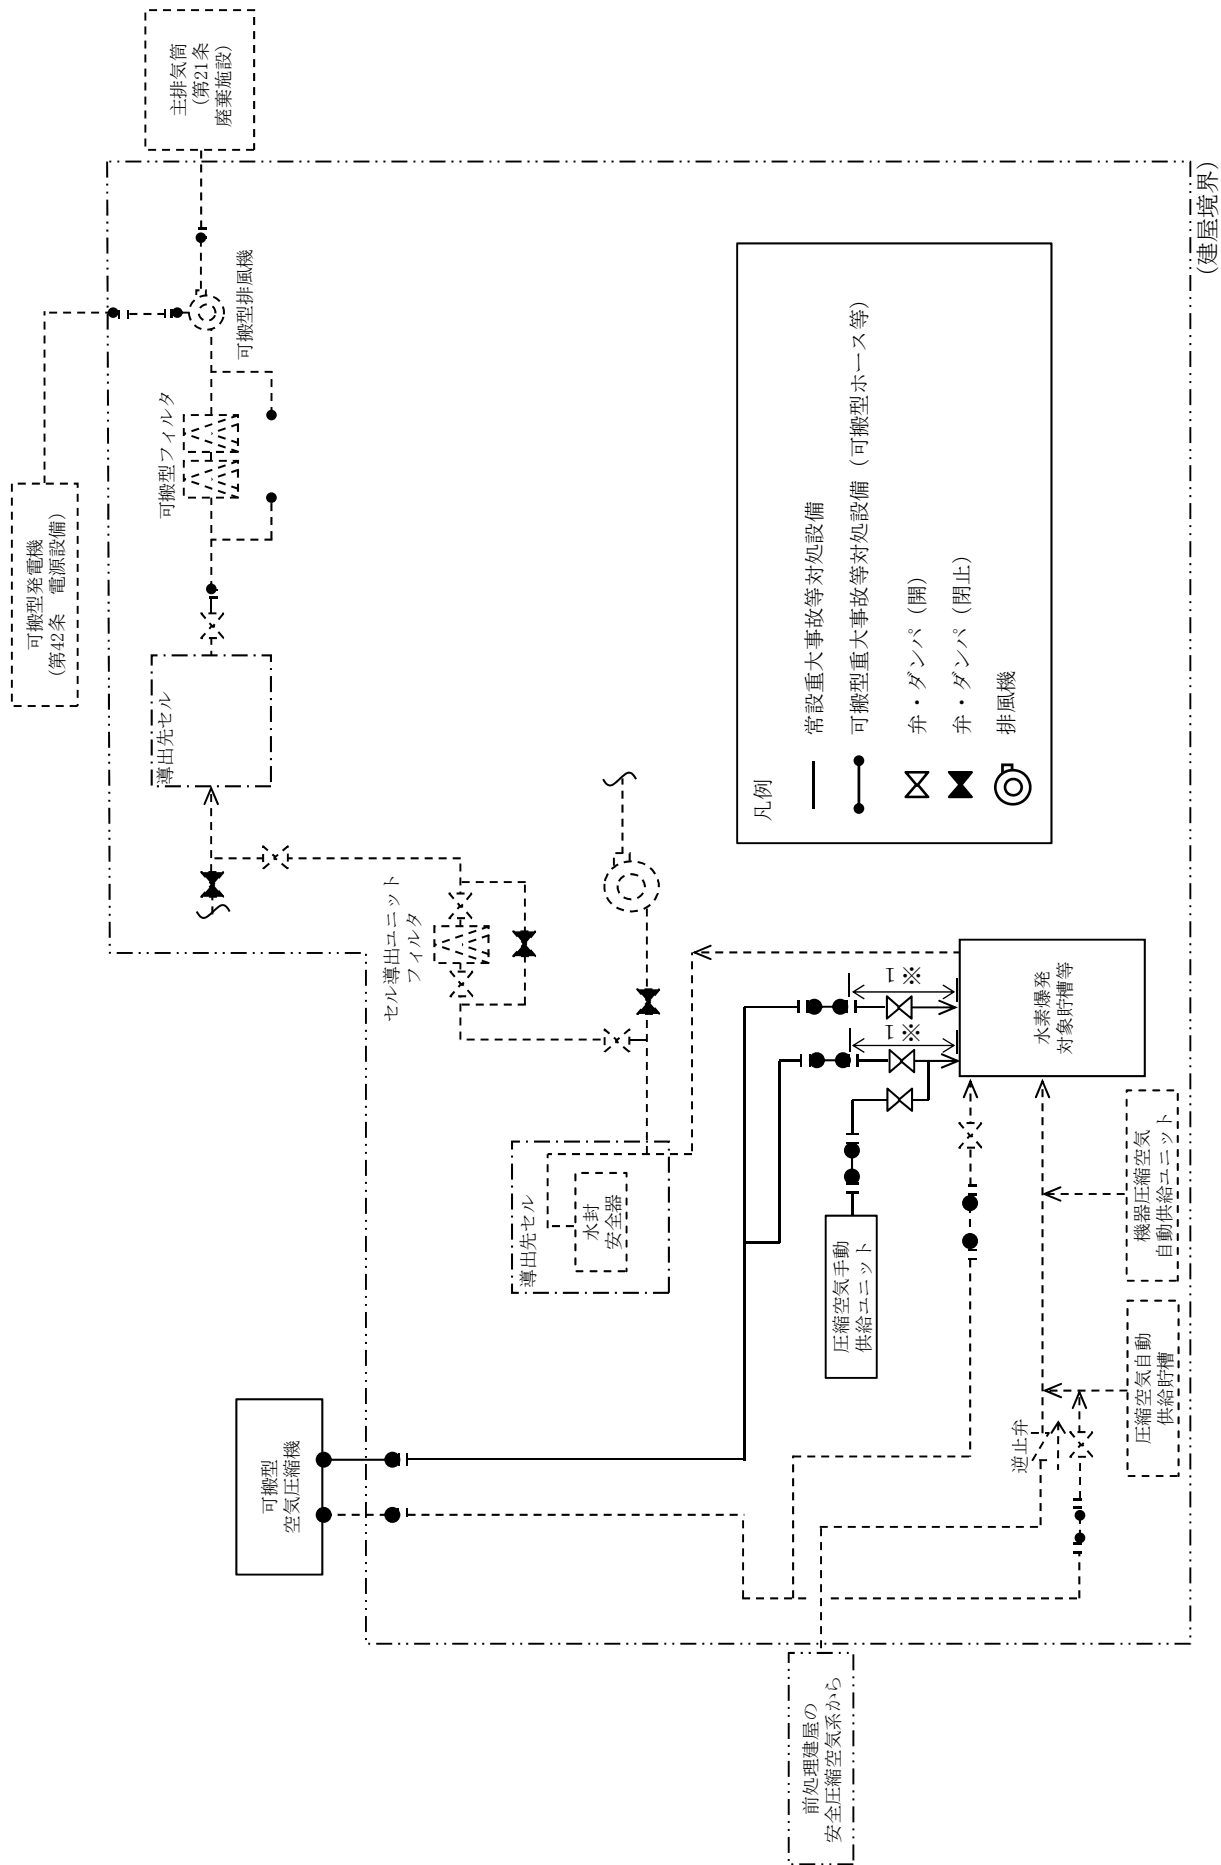 主排気筒
(第21条
廃棄施設)
可搬型発電機
(第42条 電源設備)
可搬型排風機
可搬型フィルタ
導出先セル
セル導出ユニット
フィルタ
導出先セル
水封
安全器
可搬型
空気圧縮機
前処理建屋の
安全圧縮空気系から
圧縮空気手動
供給ユニット
逆止弁
圧縮空気自動
供給貯槽
機器圧縮空気
自動供給ユニット
水素爆発
対象貯槽等
※1
※1
(建屋境界)
凡例
常設重大事故等対処設備
可搬型重大事故等対処設備(可搬型ホース等)
弁・ダンパ(開)
弁・ダンパ(閉止)
排風機